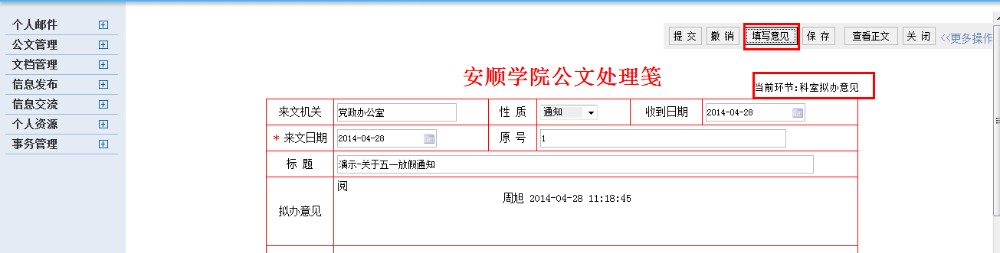 个人邮件
公文管理
文档管理
信息发布
信息交流
个人资源
事务管理
提 交 撤 销 填写意见 保 存 查看正文 关 闭 <<更多操作
安顺学院公文处理笺
当前环节:科室拟办意见
来文机关 党政办公室 性 质 通知 收到日期 2014-04-28
* 来文日期 2014-04-28 原 号 1
标 题 演示-关于五一放假通知
拟办意见 阅
周旭 2014-04-28 11:18:45